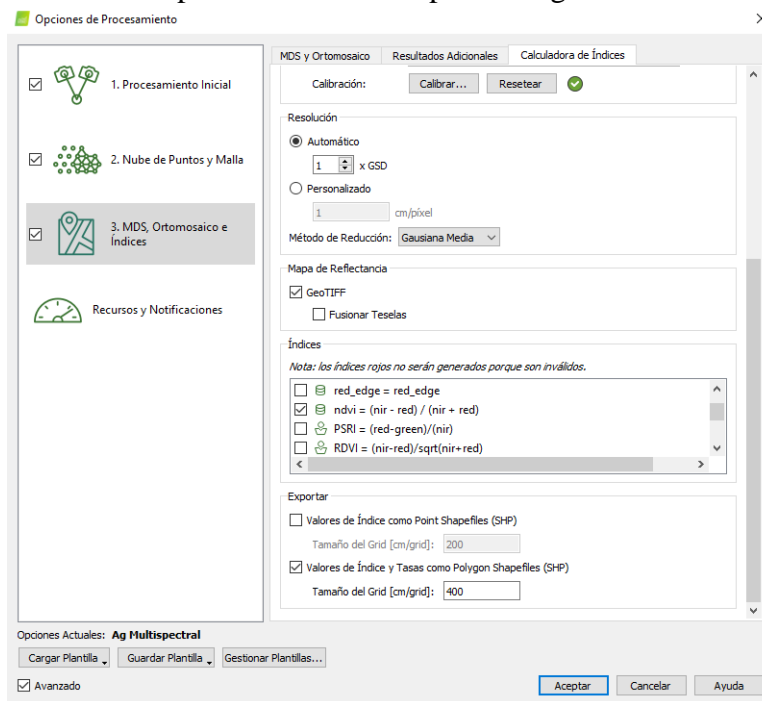 Opciones de Procesamiento
1. Procesamiento Inicial
2. Nube de Puntos y Malla
3. MDS, Ortomosaico e
Índices
Recursos y Notificaciones
MDS y Ortomosaico Resultados Adicionales Calculadora de Índices
Calibración: Calibrar... Resetear
Resolución
Automático
1 x GSD
Personalizado
1 cm/píxel
Método de Reducción: Gausiana Media
Mapa de Reflectancia
GeoTIFF
Fusionar Teselas
Índices
Nota: los índices rojos no serán generados porque son inválidos.
red_edge = red_edge
ndvi = (nir - red) / (nir + red)
PSRI = (red-green)/(nir)
RDVI = (nir-red)/sqrt(nir+red)
Exportar
Valores de Índice como Point Shapefiles (SHP)
Tamaño del Grid [cm/grid]: 200
Valores de Índice y Tasas como Polygon Shapefiles (SHP)
Tamaño del Grid [cm/grid]: 400
Opciones Actuales: Ag Multispectral
Cargar Plantilla Guardar Plantilla Gestionar Plantillas...
Avanzado
Aceptar Cancelar Ayuda